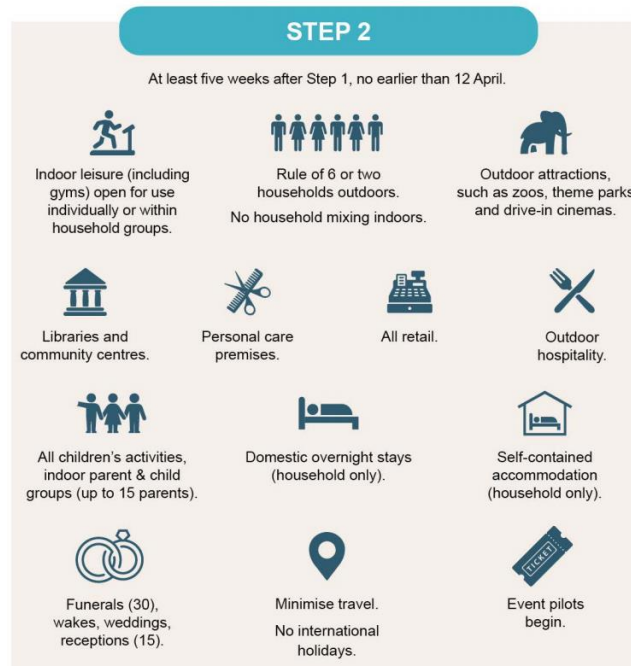 STEP 2
At least five weeks after Step 1, no earlier than 12 April.
Indoor leisure (including
gyms) open for use
individually or within
household groups.
Rule of 6 or two
households outdoors.
No household mixing indoors.
Outdoor attractions,
such as zoos, theme parks
and drive-in cinemas.
Libraries and
community centres.
Personal care
premises.
All retail.
Outdoor
hospitality.
All children's activities,
indoor parent & child
groups (up to 15 parents).
Domestic overnight stays
(household only).
Self-contained
accommodation
(household only).
Funerals (30),
wakes, weddings,
receptions (15).
Minimise travel.
No international
holidays.
TICKET
Event pilots
begin.